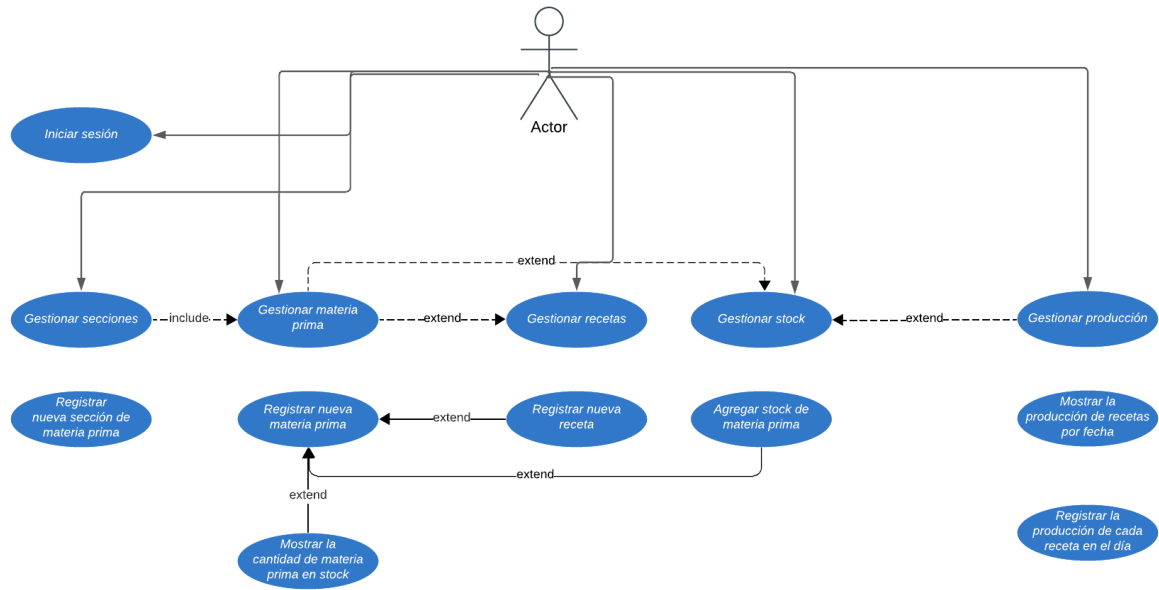 Actor
Iniciar sesión
extend
Gestionar secciones
include
Gestionar materia
prima
extend
Gestionar recetas
Gestionar stock
extend
Gestionar producción
Registrar
nueva sección de
materia prima
Registrar nueva
materia prima
extend
Registrar nueva
receta
Agregar stock de
materia prima
Mostrar la
producción de recetas
por fecha
extend
extend
Mostrar la
cantidad de materia
prima en stock
Registrar la
producción de cada
receta en el día